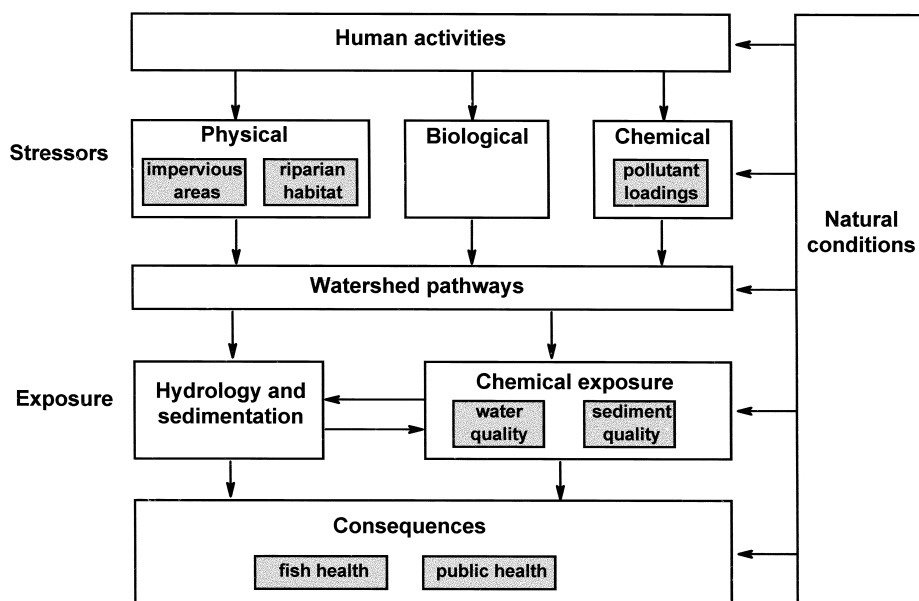 Human activities
Stressors
Physical
impervious
areas
riparian
habitat
Biological
Chemical
pollutant
loadings
Natural
conditions
Watershed pathways
Exposure
Hydrology and
sedimentation
Chemical exposure
water
quality
sediment
quality
Consequences
fish health
public health